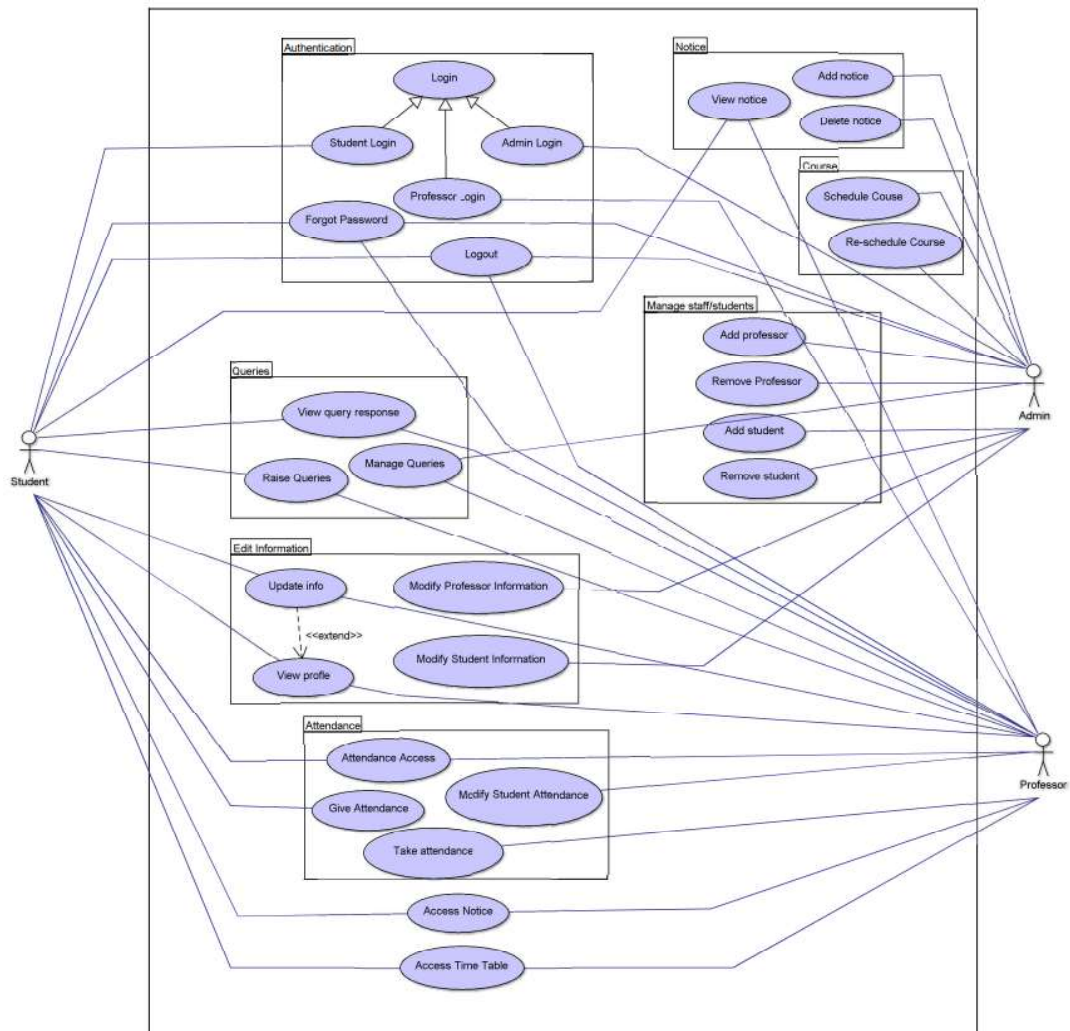 Authentication
Login
Student Login
Admin Login
Professor Login
Forgot Password
Logout
Notice
Add notice
View notice
Delete notice
Course
Schedule Couse
Re-schedule Course
Manage staff/students
Add professor
Remove Professor
Add student
Remove student
Admin
Queries
View query response
Manage Queries
Raise Queries
Student
Edit Information
Update info
Modify Professor Information
<<extend>>
Modify Student Information
View profle
Attendance
Attendance Access
Modify Student Attendance
Give Attendance
Take attendance
Professor
Access Notice
Access Time Table